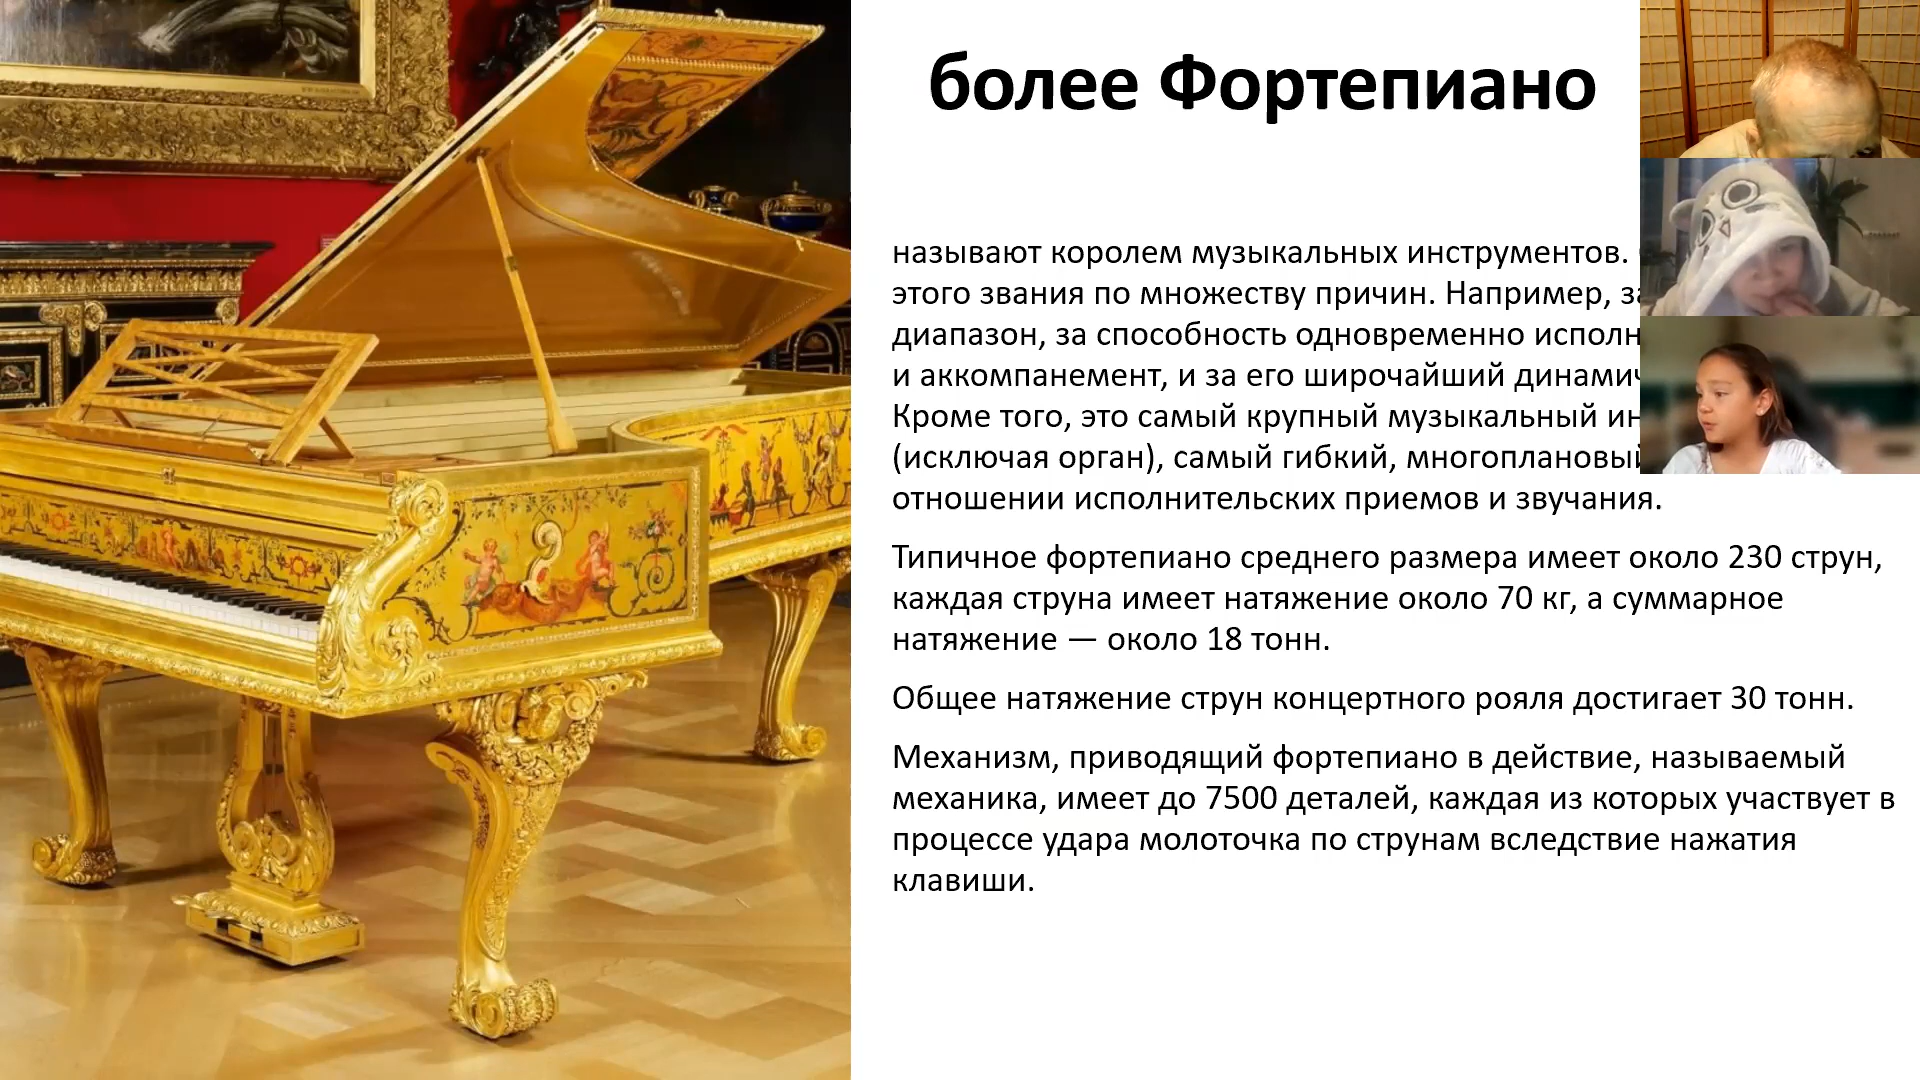 более Фортепиано
называют королем музыкальных инструментов.
этого звания по множеству причин. Например,
диапазон, за способность одновременно
и аккомпанемент, и за его широчайший
Кроме того, это самый крупный музыкальный
(исключая орган), самый гибкий, многоплановый
отношении исполнительских приемов и звучания.
Типичное фортепиано среднего размера имеет около 230 струн,
каждая струна имеет натяжение около 70 кг, а суммарное
натяжение — около 18 тонн.
Общее натяжение струн концертного рояля достигает 30 тонн.
Механизм, приводящий фортепиано в действие, называемый
механика, имеет до 7500 деталей, каждая из которых участвует в
процессе удара молоточка по струнам вследствие нажатия
клавиши.